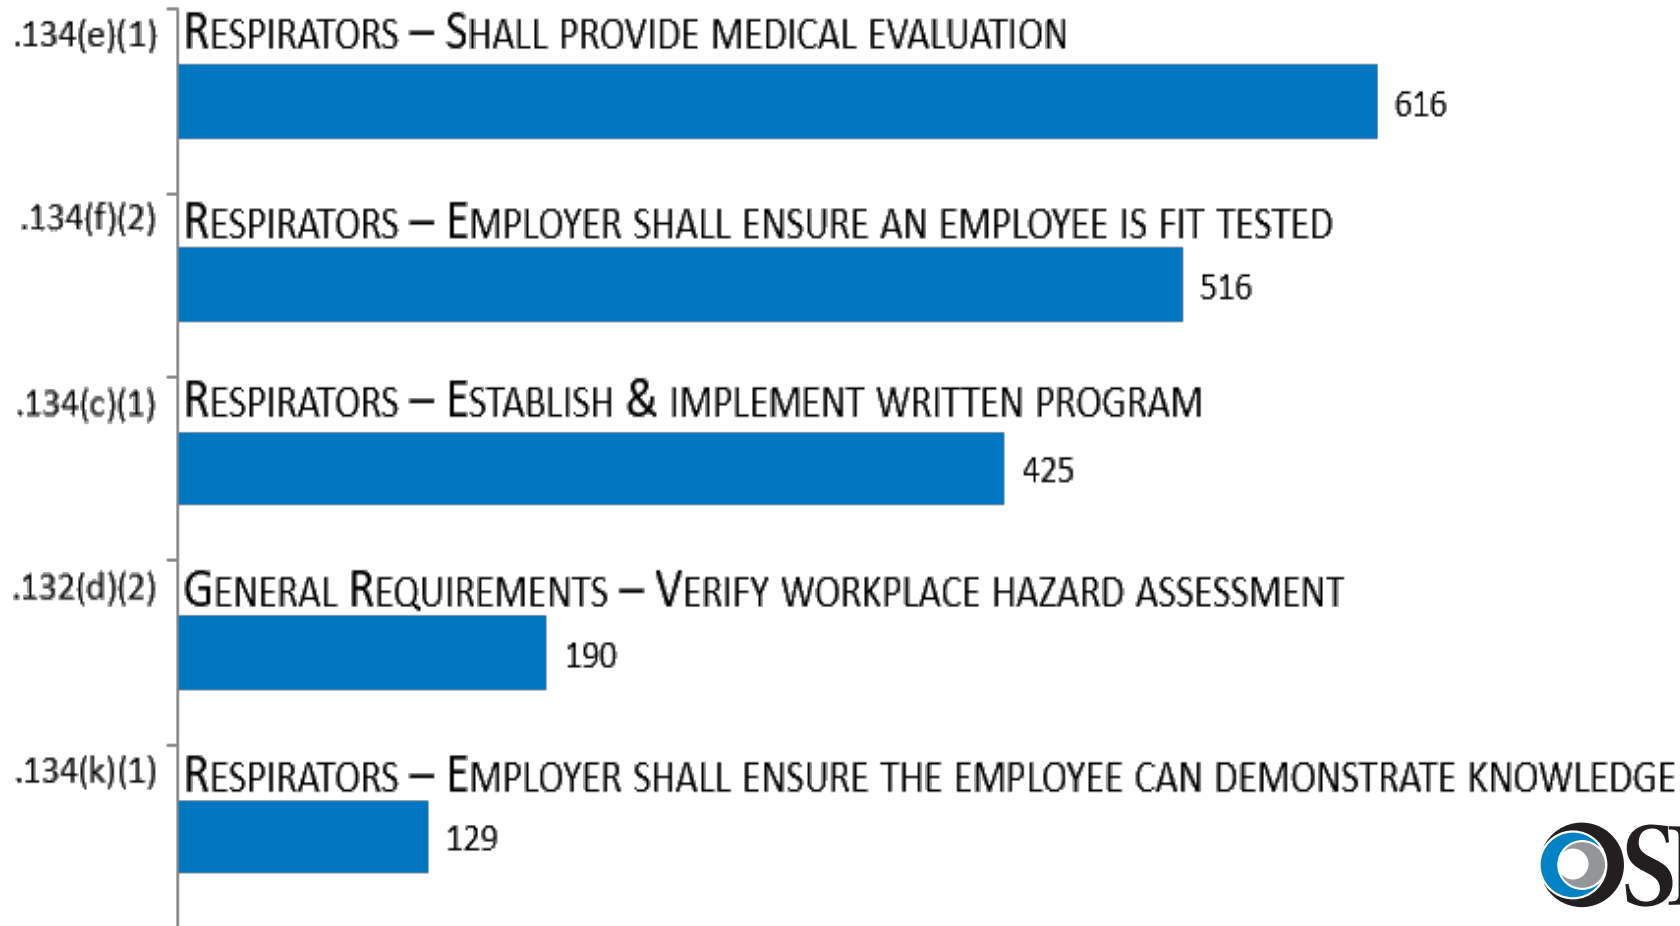 .134(e)(1) RESPIRATORS – SHALL PROVIDE MEDICAL EVALUATION
616
.134(f)(2) RESPIRATORS – EMPLOYER SHALL ENSURE AN EMPLOYEE IS FIT TESTED
516
.134(c)(1) RESPIRATORS – ESTABLISH & IMPLEMENT WRITTEN PROGRAM
425
.132(d)(2) GENERAL REQUIREMENTS – VERIFY WORKPLACE HAZARD ASSESSMENT
190
.134(k)(1) RESPIRATORS – EMPLOYER SHALL ENSURE THE EMPLOYEE CAN DEMONSTRATE KNOWLEDGE
129